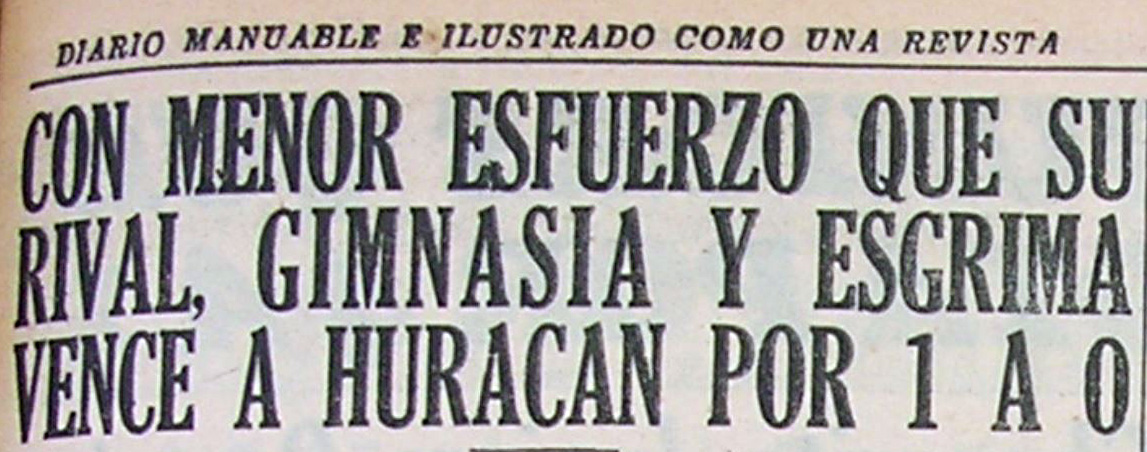 DIARIO MANUABLE E ILUSTRADO COMO UNA REVISTA
CON MENOR ESFUERZO QUE SU
RIVAL, GIMNASIA Y ESGRIMA
VENCE A HURACAN POR 1 A 0